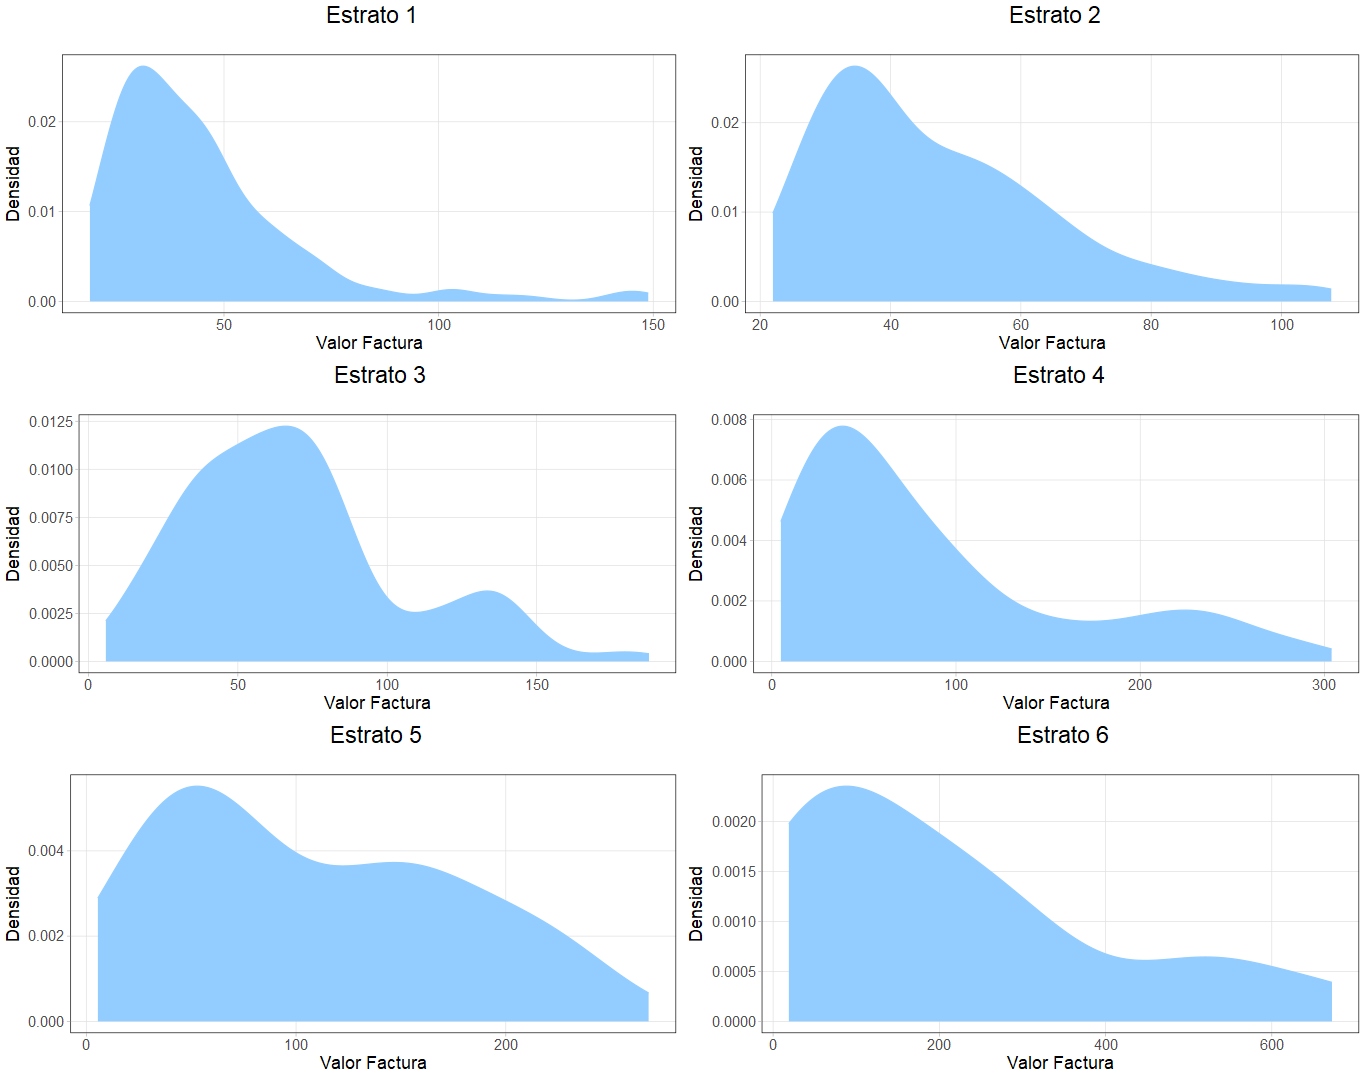 Estrato 1
Densidad
0.02
0.01
0.00
50 100 150
Valor Factura
Estrato 2
Densidad
0.02
0.01
0.00
20 40 60 80 100
Valor Factura
Estrato 3
Densidad
0.0125
0.0100
0.0075
0.0050
0.0025
0.0000
0 50 100 150
Valor Factura
Estrato 4
Densidad
0.008
0.006
0.004
0.002
0.000
0 100 200 300
Valor Factura
Estrato 5
Densidad
0.004
0.002
0.000
0 100 200
Valor Factura
Estrato 6
Densidad
0.0020
0.0015
0.0010
0.0005
0.0000
0 200 400 600
Valor Factura